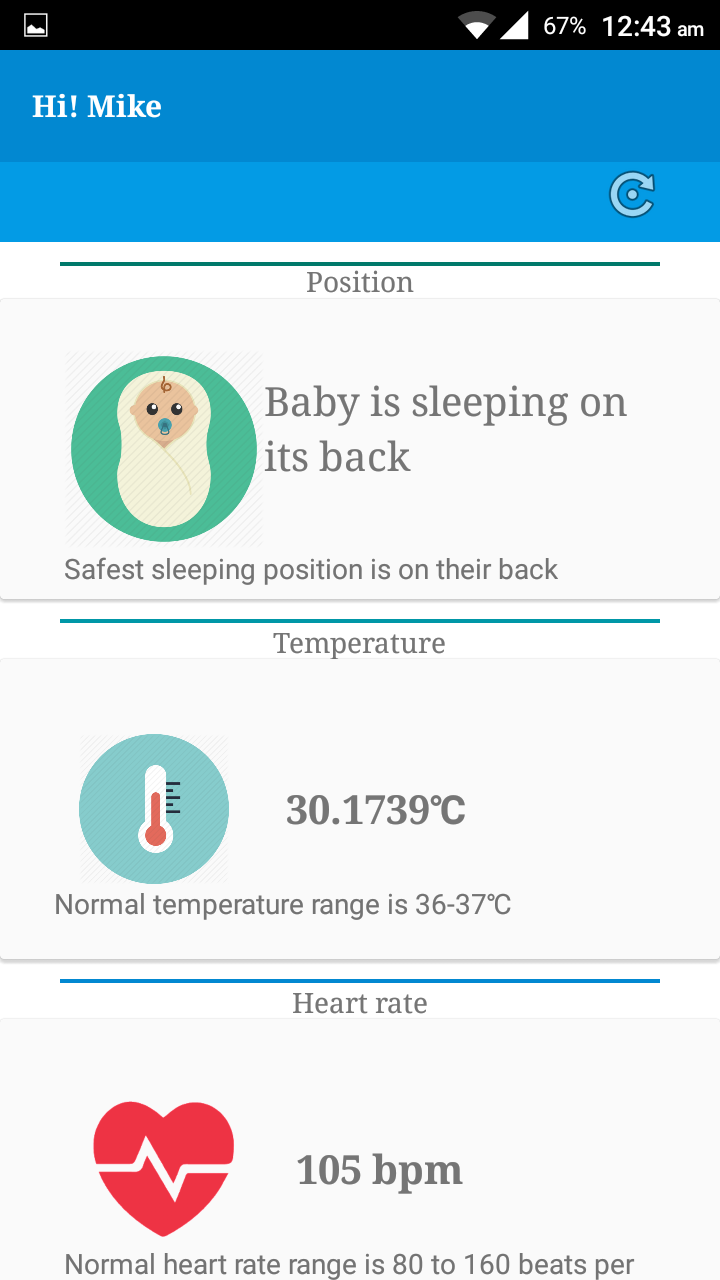 67% 12:43 am
Hi! Mike
Position
Baby is sleeping on
its back
Safest sleeping position is on their back
Temperature
30.1739℃
Normal temperature range is 36-37℃
Heart rate
105 bpm
Normal heart rate range is 80 to 160 beats per